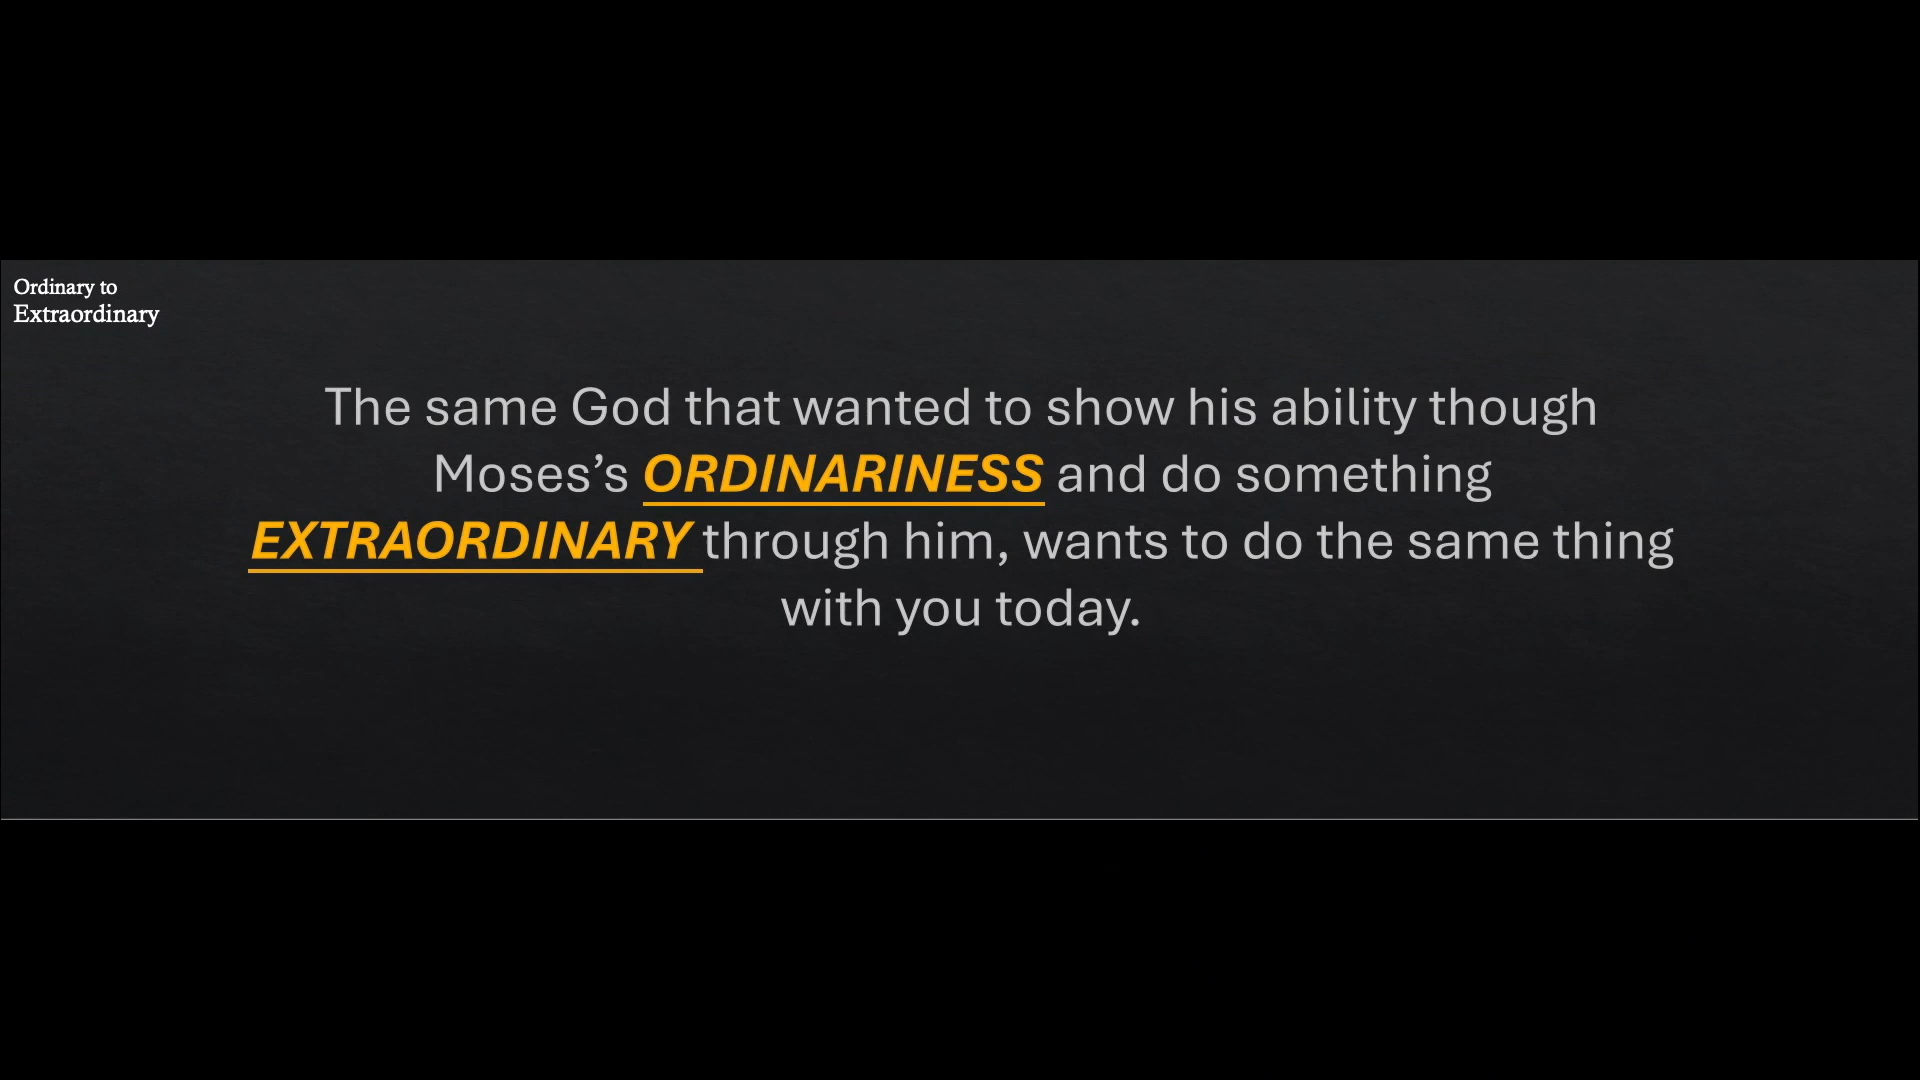 Ordinary to
Extraordinary
The same God that wanted to show his ability though
Moses’s ORDINARINESS and do something
EXTRAORDINARY through him, wants to do the same thing
with you today.